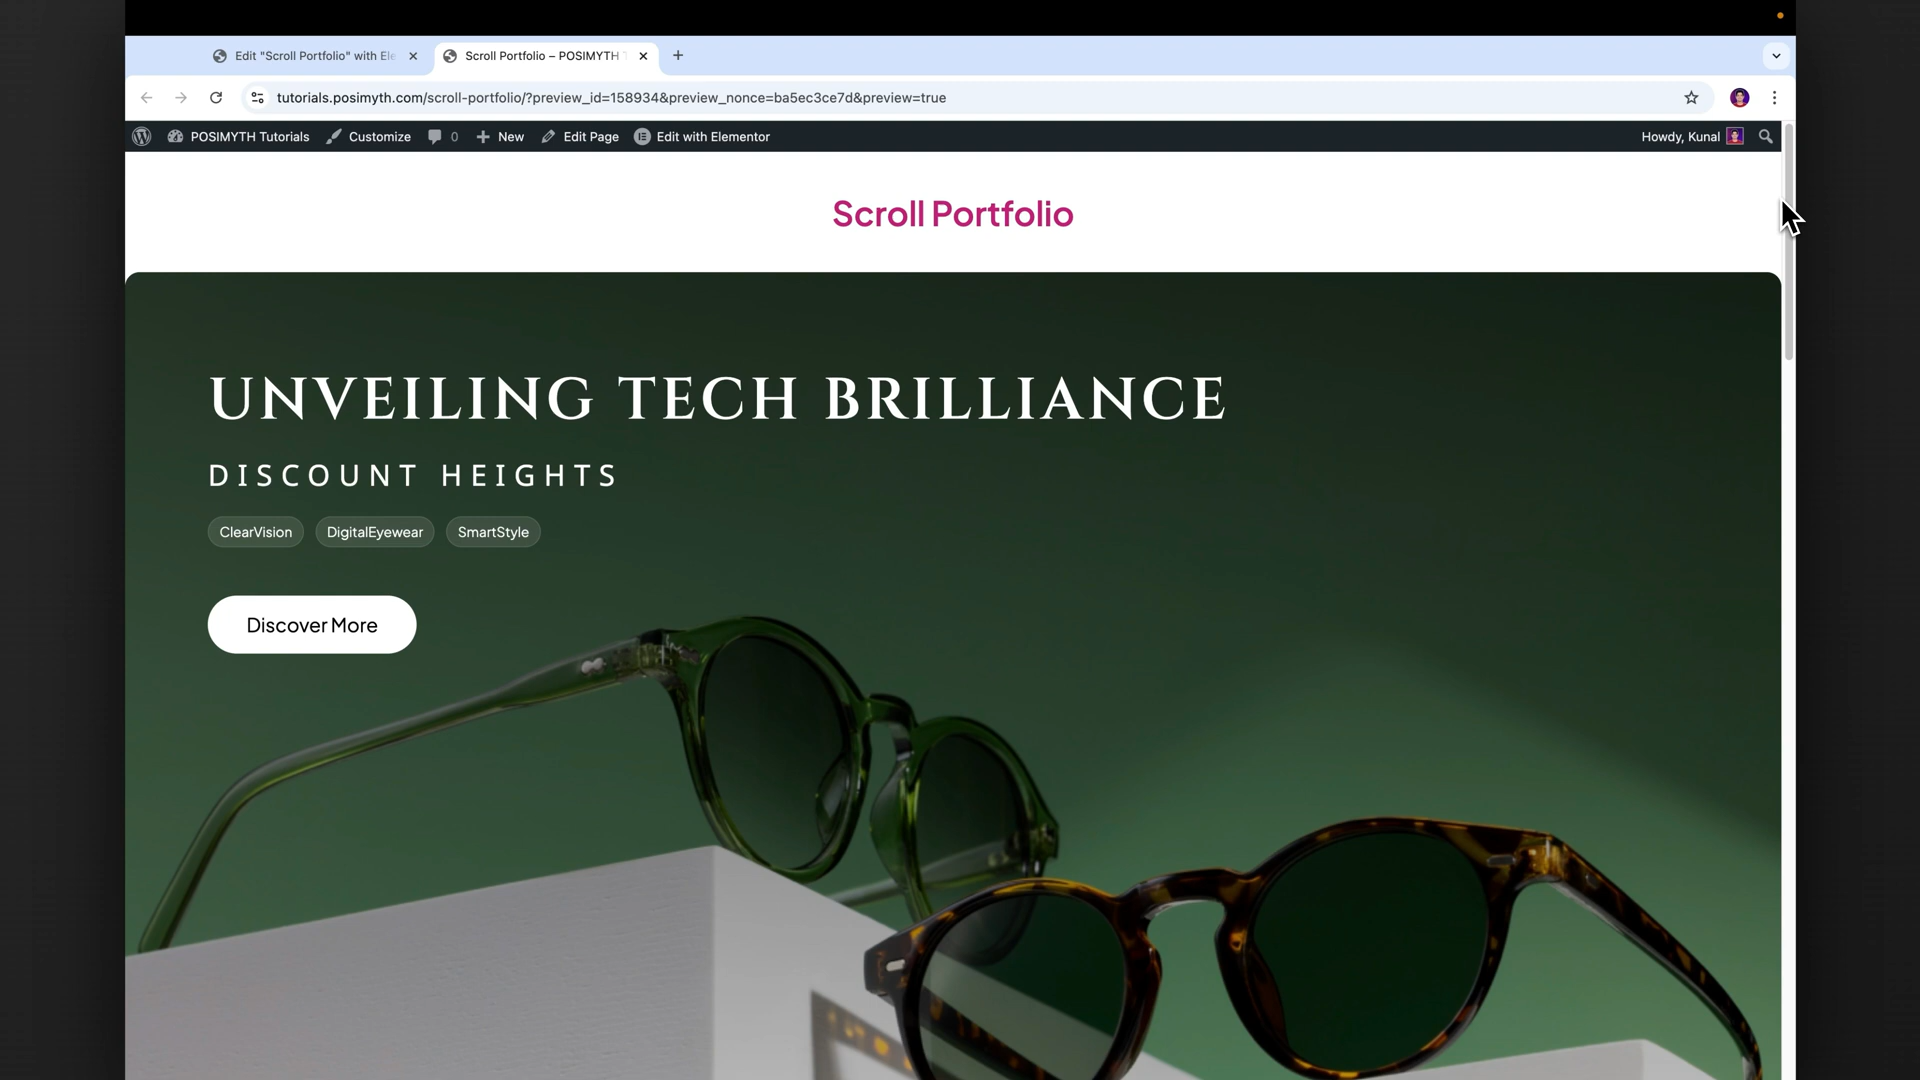 Edit "Scroll Portfolio" with Ele
Scroll Portfolio – POSIMYTH
tutorials.posimyth.com/scroll-portfolio/?preview_id=158934&preview_nonce=ba5ec3ce7d&preview=true
POSIMYTH Tutorials Customize 0 New Edit Page Edit with Elementor Howdy, Kunal
Scroll Portfolio
UNVEILING TECH BRILLIANCE
DISCOUNT HEIGHTS
ClearVision DigitalEyewear SmartStyle
Discover More